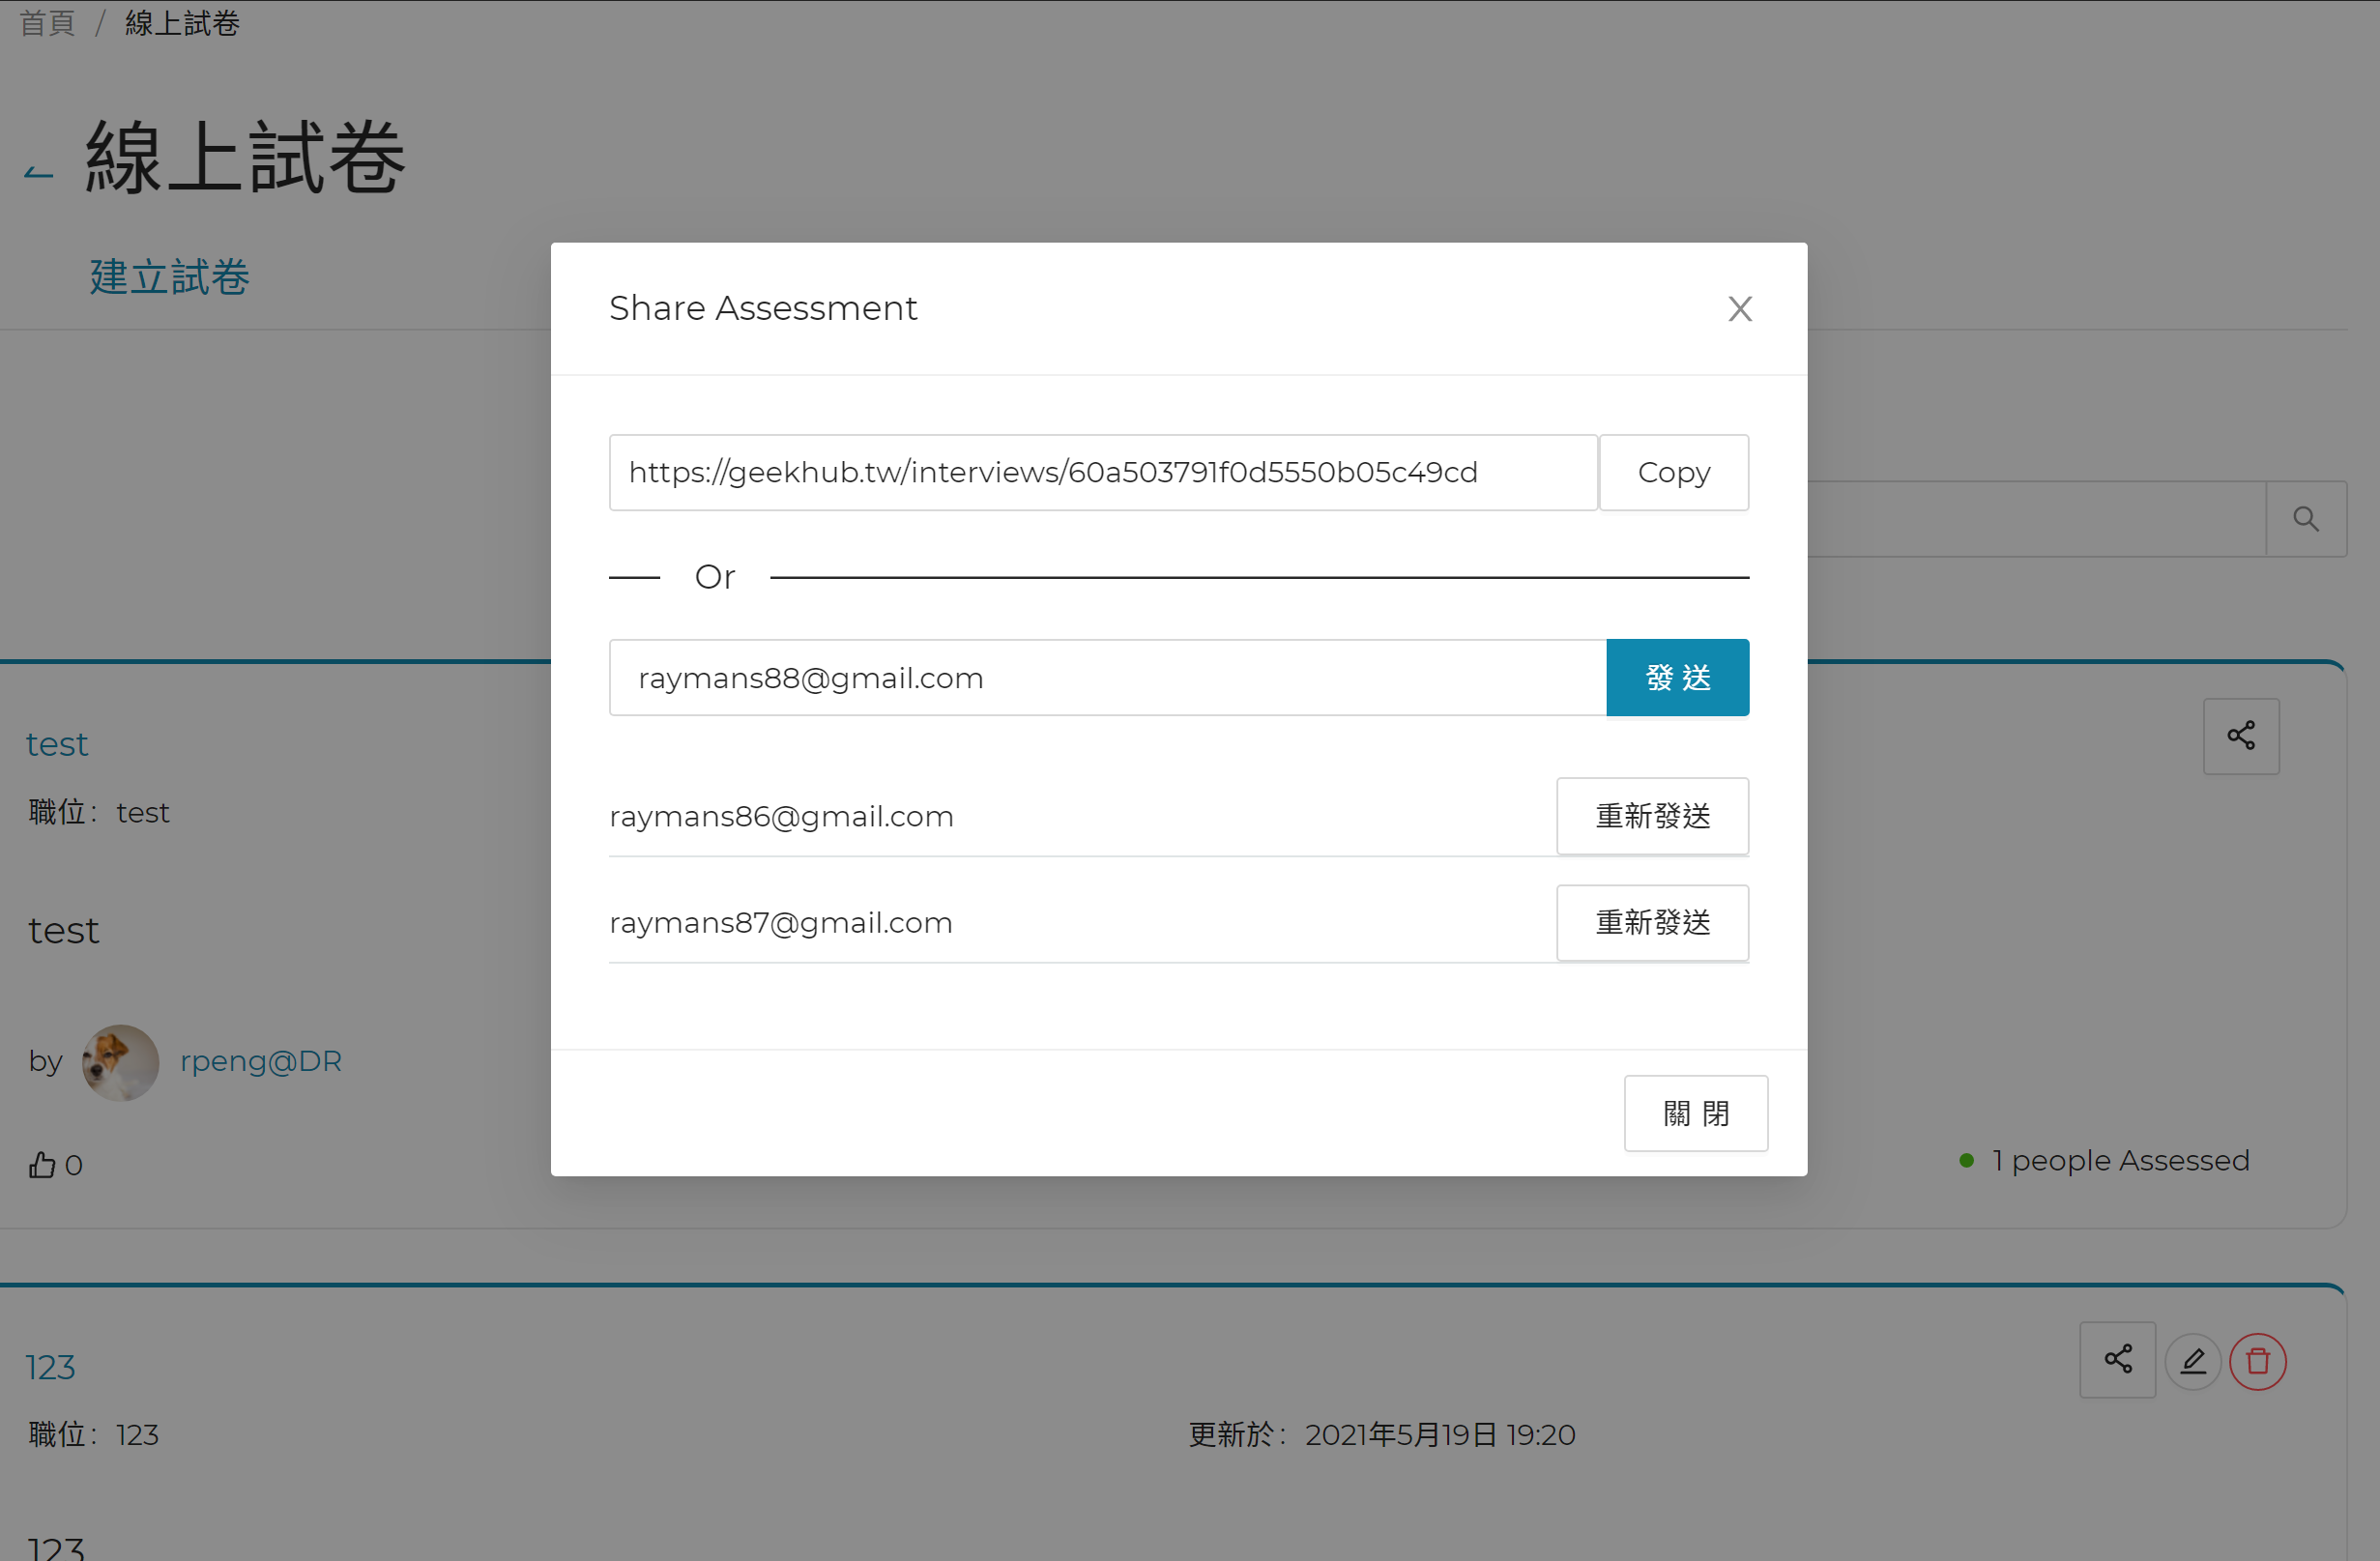 首頁 / 線上試卷
線上試卷
建立試卷
Share Assessment
X
https://geekhub.tw/interviews/60a503791f0d5550b05c49cd
Copy
Or
raymans88@gmail.com
發送
raymans86@gmail.com
重新發送
raymans87@gmail.com
重新發送
關閉
test
職位: test
test
by rpeng@DR
0
1 people Assessed
123
職位: 123
更新於: 2021年5月19日 19:20
123